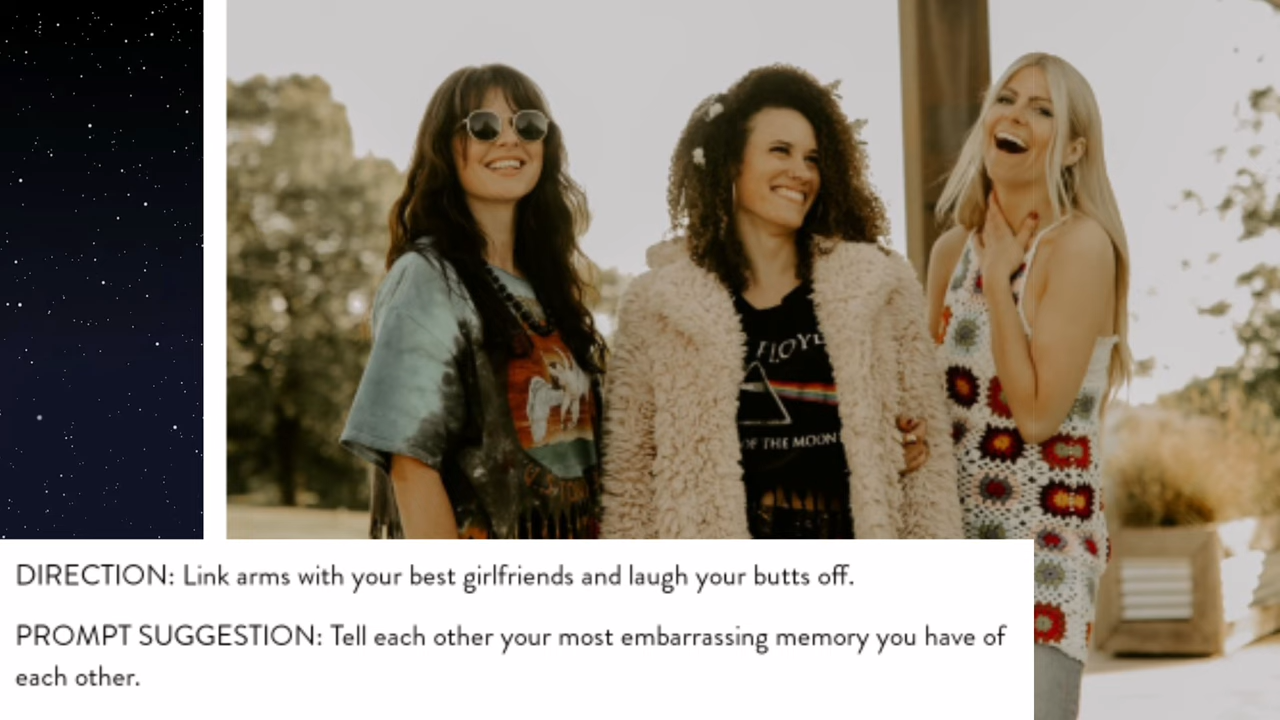 FLOYD
OF THE MOON
DIRECTION: Link arms with your best girlfriends and laugh your butts off.
PROMPT SUGGESTION: Tell each other your most embarrassing memory you have of
each other.